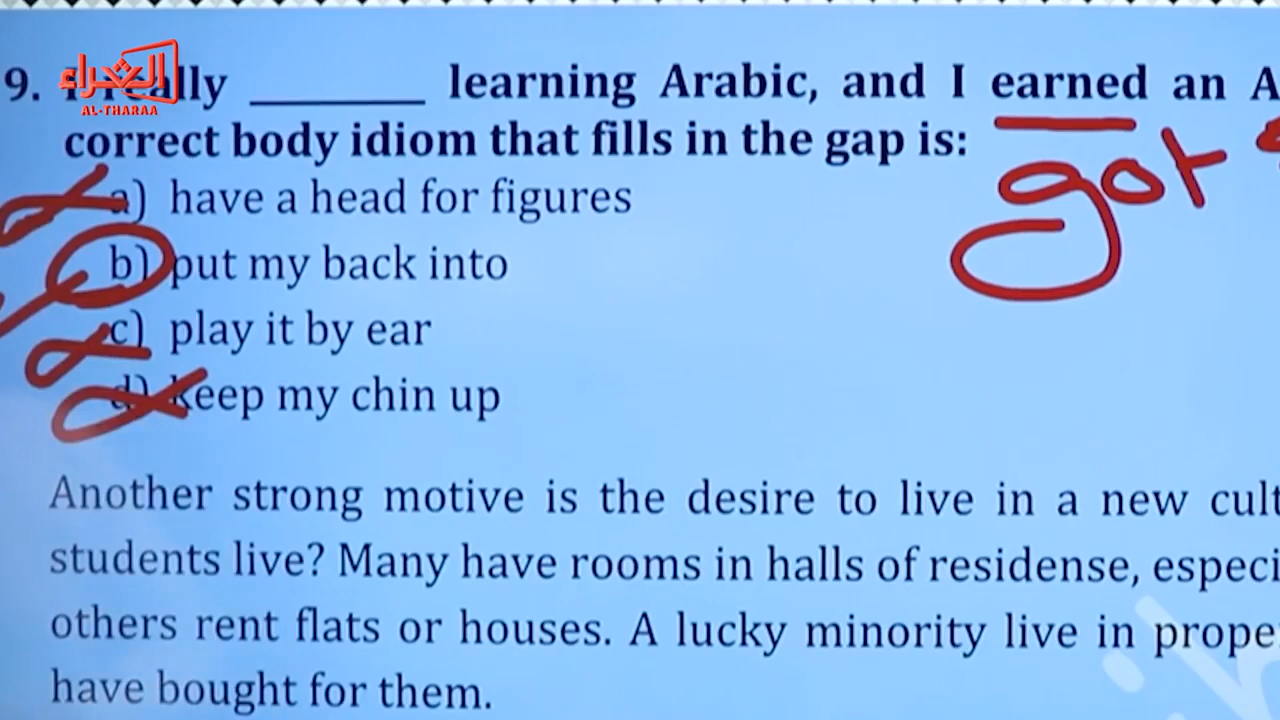 الثراء
AL-THARAA
9. I really ______ learning Arabic, and I earned an A
correct body idiom that fills in the gap is:
got
a) have a head for figures
b) put my back into
c) play it by ear
d) keep my chin up
Another strong motive is the desire to live in a new cult
students live? Many have rooms in halls of residense, especi
others rent flats or houses. A lucky minority live in prope
have bought for them.